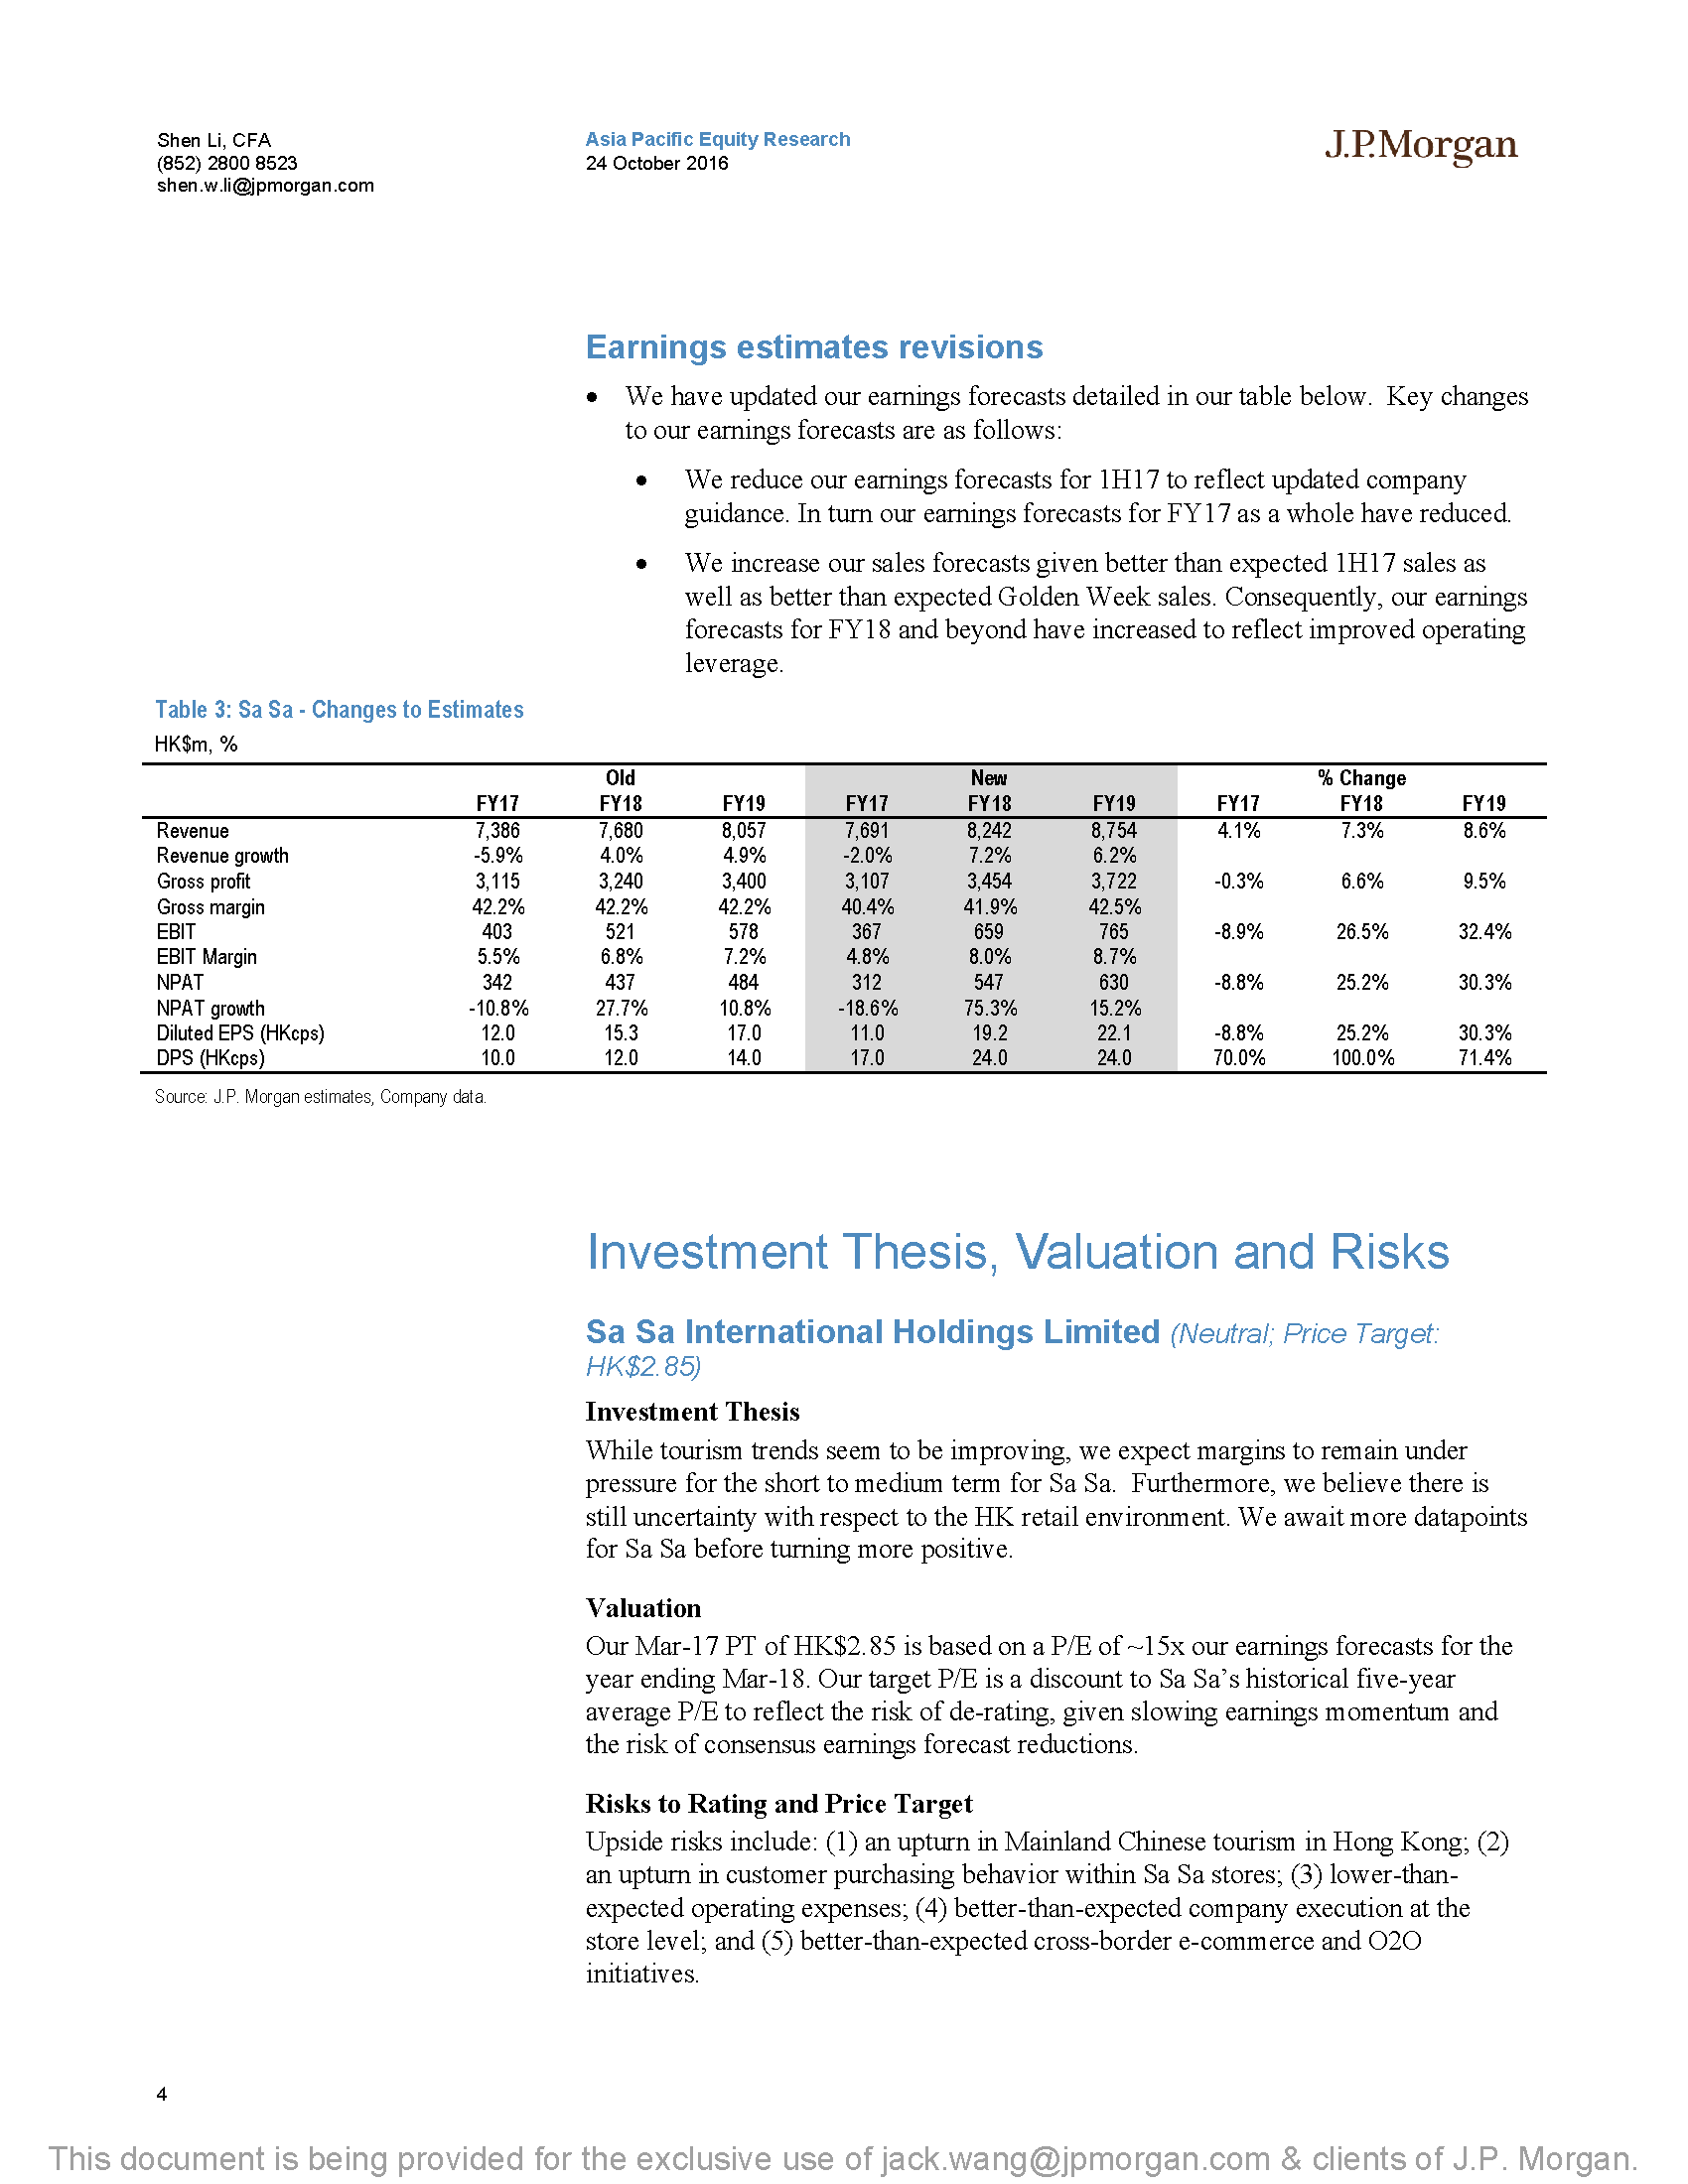 Shen Li, CFA
(852) 2800 8523
shen.w.li@jpmorgan.com
Asia Pacific Equity Research
24 October 2016
J.P.Morgan
Earnings estimates revisions
• We have updated our earnings forecasts detailed in our table below. Key changes
to our earnings forecasts are as follows:
• We reduce our earnings forecasts for 1H17 to reflect updated company
guidance. In turn our earnings forecasts for FY17 as a whole have reduced.
• We increase our sales forecasts given better than expected 1H17 sales as
well as better than expected Golden Week sales. Consequently, our earnings
forecasts for FY18 and beyond have increased to reflect improved operating
leverage.
Table 3: Sa Sa - Changes to Estimates
HK$m, %
Old New % Change
FY17 FY18 FY19 FY17 FY18 FY19 FY17 FY18 FY19
Revenue 7,386 7,680 8,057 7,691 8,242 8,754 4.1% 7.3% 8.6%
Revenue growth -5.9% 4.0% 4.9% -2.0% 7.2% 6.2%
Gross profit 3,115 3,240 3,400 3,107 3,454 3,722 -0.3% 6.6% 9.5%
Gross margin 42.2% 42.2% 42.2% 40.4% 41.9% 42.5%
EBIT 403 521 578 367 659 765 -8.9% 26.5% 32.4%
EBIT Margin 5.5% 6.8% 7.2% 4.8% 8.0% 8.7%
NPAT 342 437 484 312 547 630 -8.8% 25.2% 30.3%
NPAT growth -10.8% 27.7% 10.8% -18.6% 75.3% 15.2%
Diluted EPS (HKcps) 12.0 15.3 17.0 11.0 19.2 22.1 -8.8% 25.2% 30.3%
DPS (HKcps) 10.0 12.0 14.0 17.0 24.0 24.0 70.0% 100.0% 71.4%
Source: J.P. Morgan estimates, Company data.
Investment Thesis, Valuation and Risks
Sa Sa International Holdings Limited (Neutral; Price Target:
HK$2.85)
Investment Thesis
While tourism trends seem to be improving, we expect margins to remain under
pressure for the short to medium term for Sa Sa. Furthermore, we believe there is
still uncertainty with respect to the HK retail environment. We await more datapoints
for Sa Sa before turning more positive.
Valuation
Our Mar-17 PT of HK$2.85 is based on a P/E of ~15x our earnings forecasts for the
year ending Mar-18. Our target P/E is a discount to Sa Sa’s historical five-year
average P/E to reflect the risk of de-rating, given slowing earnings momentum and
the risk of consensus earnings forecast reductions.
Risks to Rating and Price Target
Upside risks include: (1) an upturn in Mainland Chinese tourism in Hong Kong; (2)
an upturn in customer purchasing behavior within Sa Sa stores; (3) lower-than-
expected operating expenses; (4) better-than-expected company execution at the
store level; and (5) better-than-expected cross-border e-commerce and O2O
initiatives.
4
This document is being provided for the exclusive use of jack.wang@jpmorgan.com & clients of J.P. Morgan.